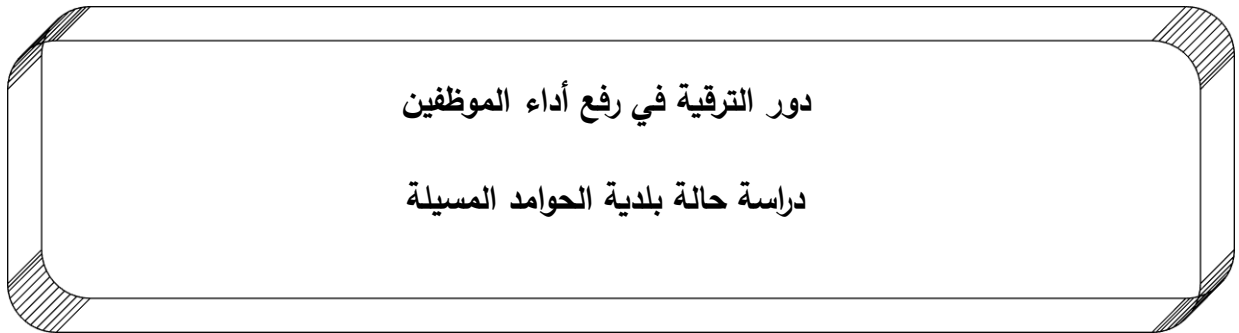 دور الترقية في رفع أداء الموظفين
دراسة حالة بلدية الحوامد المسيلة